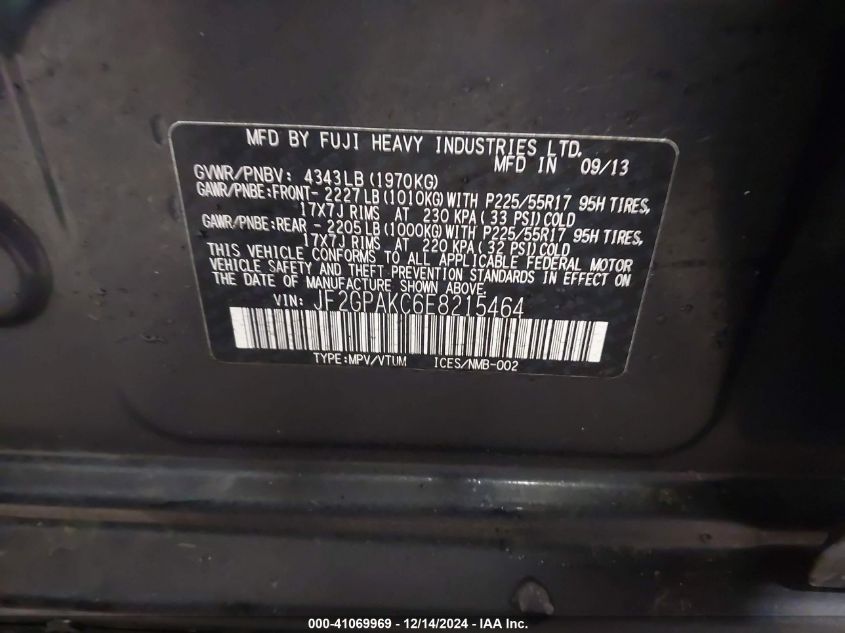 MFD BY FUJI HEAVY INDUSTRIES LTD.
MFD IN 09/13
GVWR/PNBV: 4343LB (1970KG)
GAWR/PNBE:FRONT- 2227LB (1010KG) WITH P225/55R17 95H TIRES,
17X7J RIMS AT 230 KPA( 33 PSI)COLD
GAWR/PNBE:REAR - 2205LB (1000KG) WITH P225/55R17 95H TIRES,
17X7J RIMS AT 220 KPA( 32 PSI)COLD
THIS VEHICLE CONFORMS TO ALL APPLICABLE FEDERAL MOTOR
VEHICLE SAFETY AND THEFT PREVENTION STANDARDS IN EFFECT ON
THE DATE OF MANUFACTURE SHOWN ABOVE.
VIN: JF2GPAKC6E8215464
TYPE:MPV/VTUM ICES/NMB-002
000-41069969 - 12/14/2024 - IAA Inc.